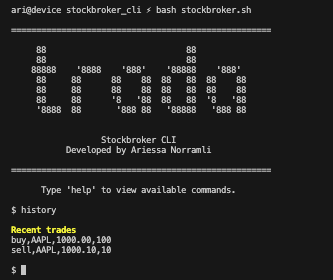 ari@device stockbroker_cli ⚡ bash stockbroker.sh
====================================================
88                            88
88                            88
88888    '8888    '888'    '88888    '888'
88     88      88    88  88   88  88    88
88     88      88    88  88   88  88    88
88     88      '8   '88  88   88  '8   '88
'8888  88       '888 88   '88888   '888 88
Stockbroker CLI
Developed by Ariessa Norramli
====================================================
Type 'help' to view available commands.
$ history
Recent trades
buy,AAPL,1000.00,100
sell,AAPL,1000.10,10
$